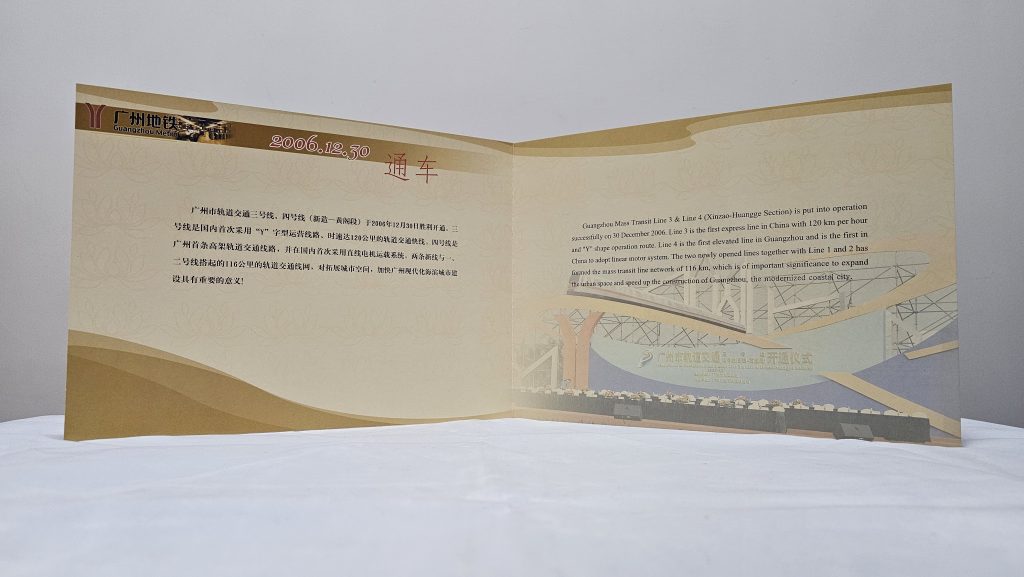 广州地铁
Guangzhou Metro
2006.12.30
通车
广州市轨道交通三号线、四号线（新造—黄阁段）于2006年12月30日胜利开通。三
号线是国内首次采用“Y”字型运营线路、时速达120公里的轨道交通快线。四号线是
广州首条高架轨道交通线路，并在国内首次采用直线电机运载系统。两条新线与一、
二号线搭起的116公里的轨道交通线网，对拓展城市空间，加快广州现代化海滨城市建
设具有重要的意义!
Guangzhou Mass Transit Line 3 & Line 4 (Xinzao-Huangge Section) is put into operation
successfully on 30 December 2006. Line 3 is the first express line in China with 120 km per hour
and "Y" shape operation route. Line 4 is the first elevated line in Guangzhou and is the first in
China to adopt linear motor system. The two newly opened lines together with Line 1 and 2 has
formed the mass transit line network of 116 km, which is of important significance to expand
the urban space and speed up the construction of Guangzhou, the modernized coastal city.
广州市轨道交通 开通仪式